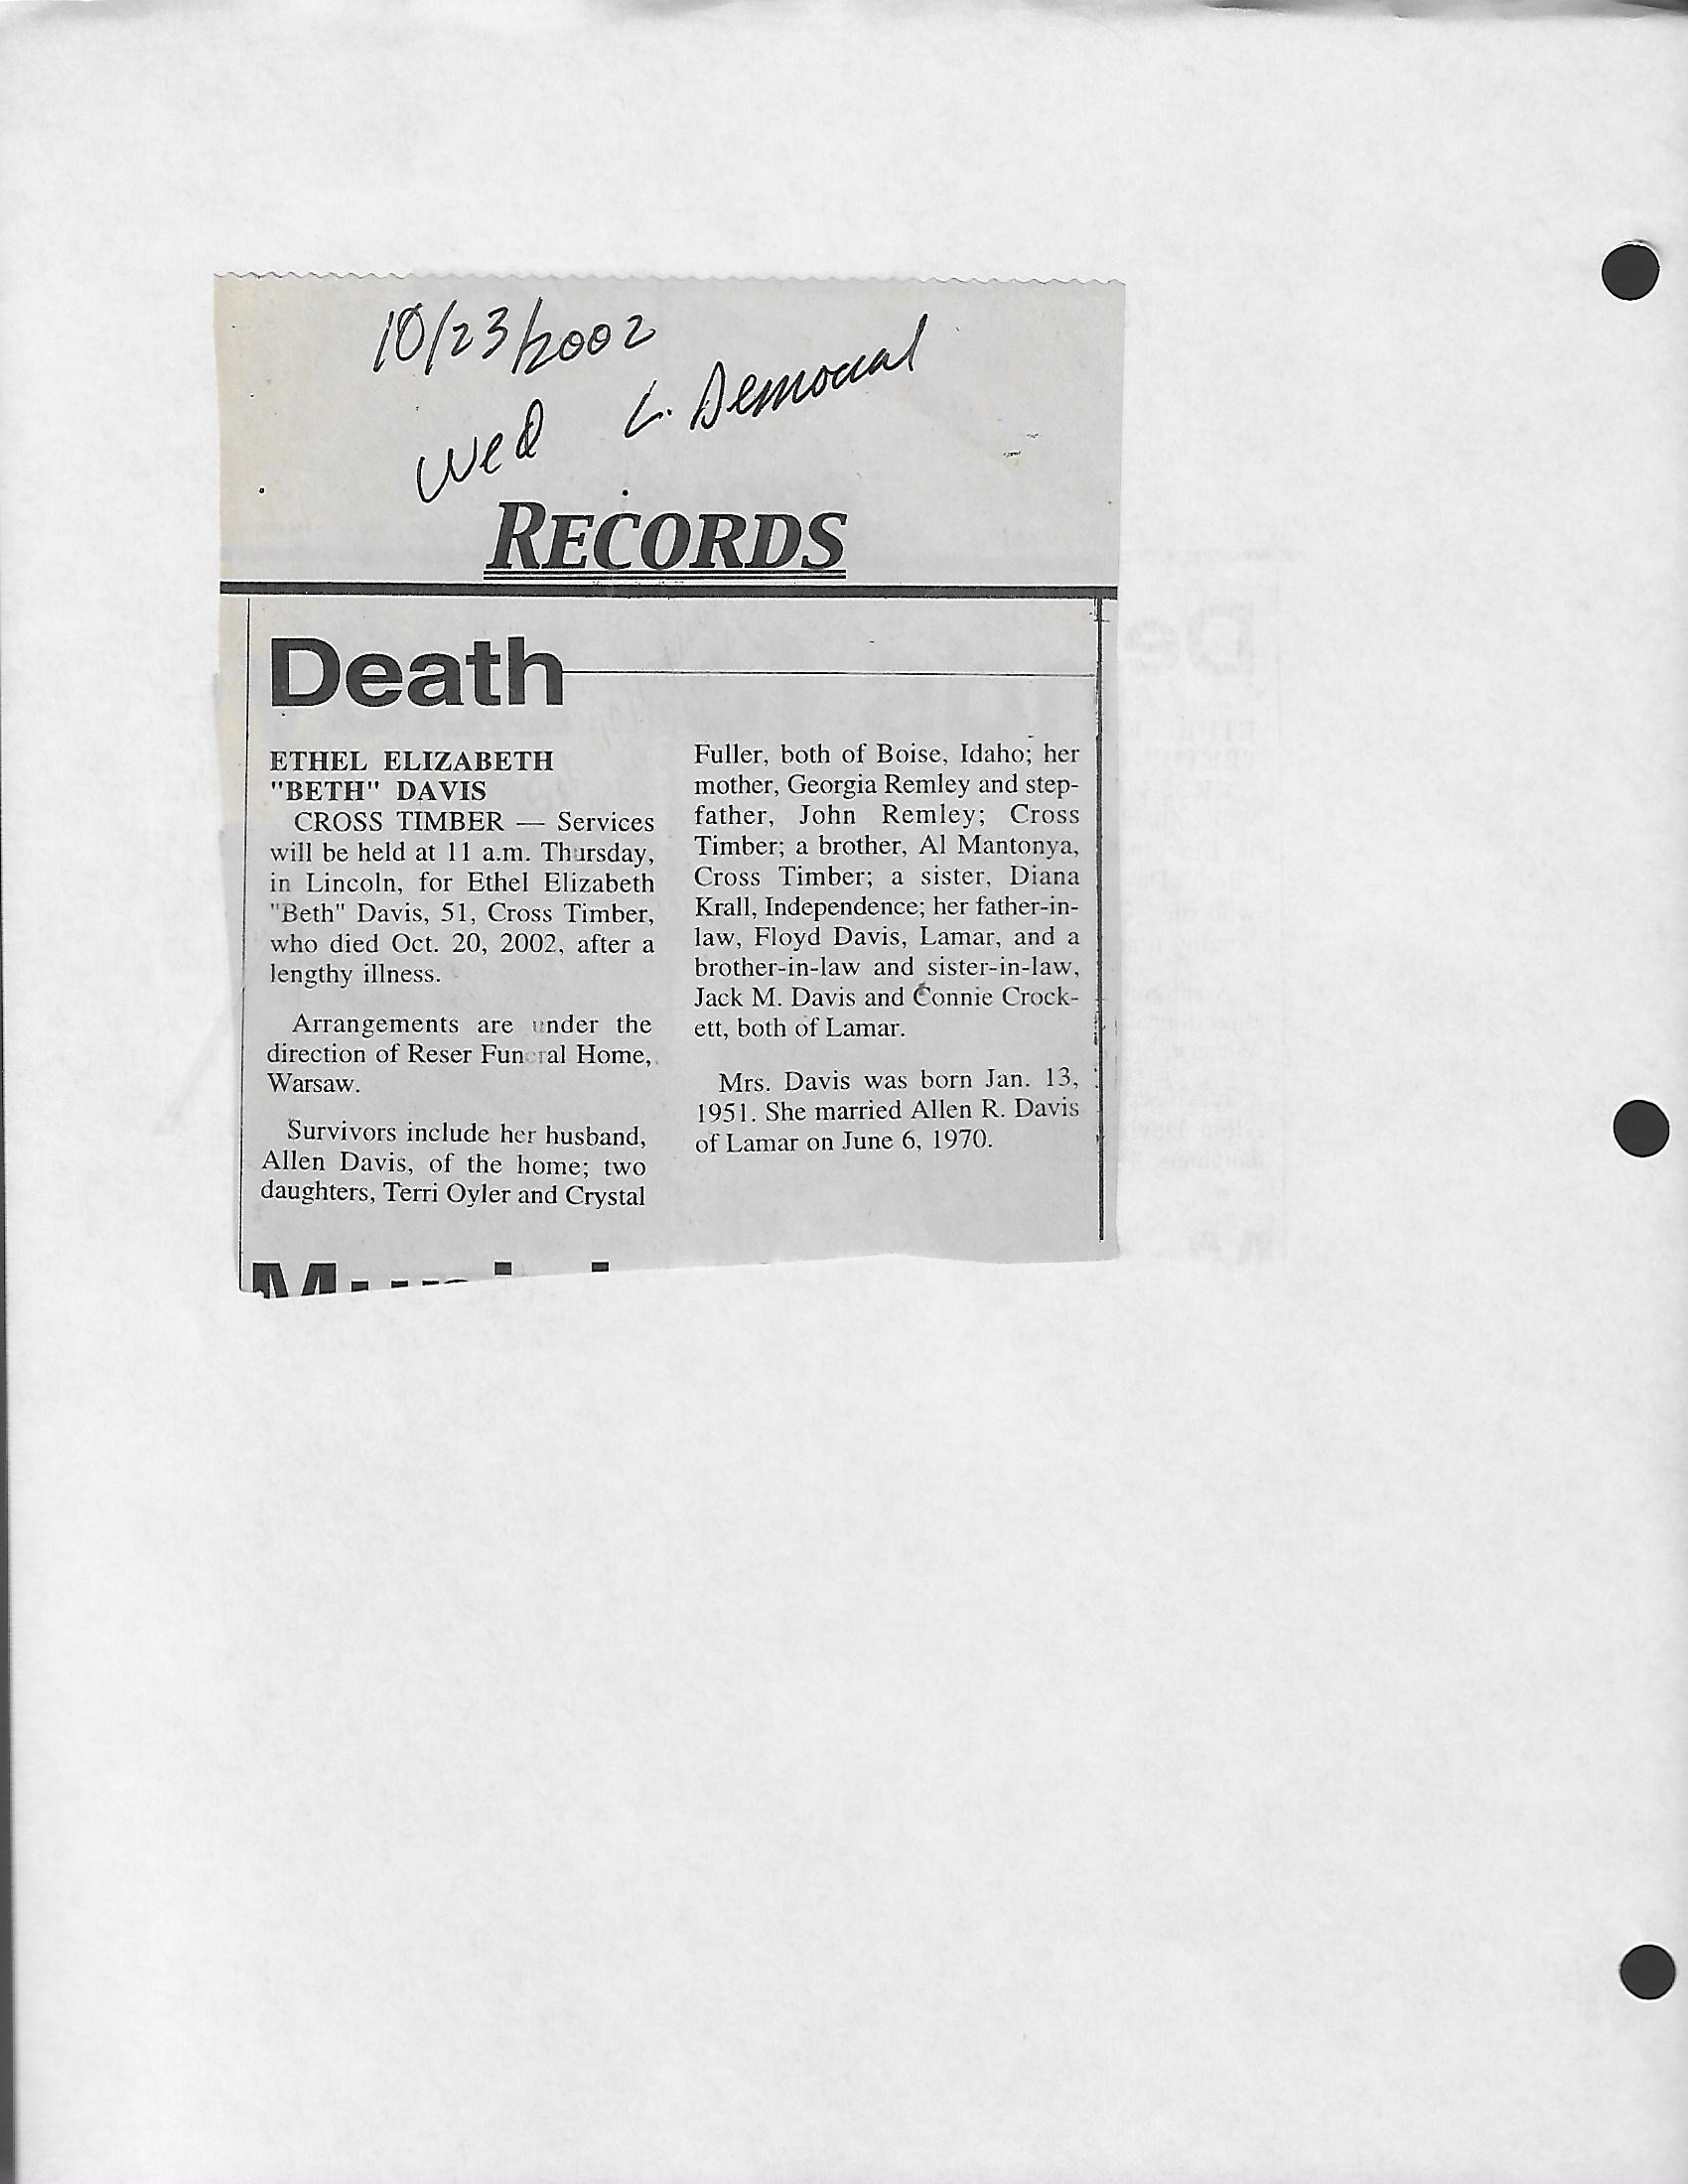 10/23/2002
Wed L. Democrat
RECORDS
Death
ETHEL ELIZABETH
"BETH" DAVIS
CROSS TIMBER — Services
will be held at 11 a.m. Thursday,
in Lincoln, for Ethel Elizabeth
"Beth" Davis, 51, Cross Timber,
who died Oct. 20, 2002, after a
lengthy illness.
Arrangements are under the
direction of Reser Funeral Home,
Warsaw.
Survivors include her husband,
Allen Davis, of the home; two
daughters, Terri Oyler and Crystal
Fuller, both of Boise, Idaho; her
mother, Georgia Remley and step-
father, John Remley; Cross
Timber; a brother, Al Mantonya,
Cross Timber; a sister, Diana
Krall, Independence; her father-in-
law, Floyd Davis, Lamar, and a
brother-in-law and sister-in-law,
Jack M. Davis and Connie Crock-
ett, both of Lamar.
Mrs. Davis was born Jan. 13,
1951. She married Allen R. Davis
of Lamar on June 6, 1970.